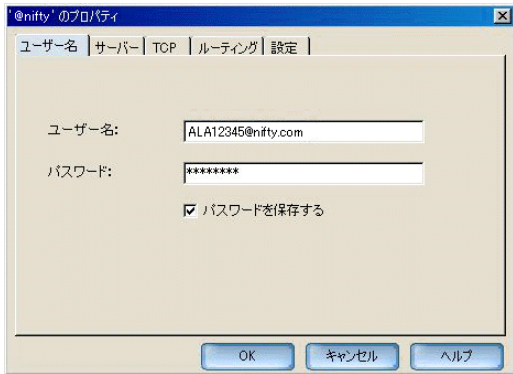 '@nifty' のプロパティ
ユーザー名 サーバー TCP ルーティング 設定
ユーザー名: ALA12345@nifty.com
パスワード: ********
パスワードを保存する
OK キャンセル ヘルプ